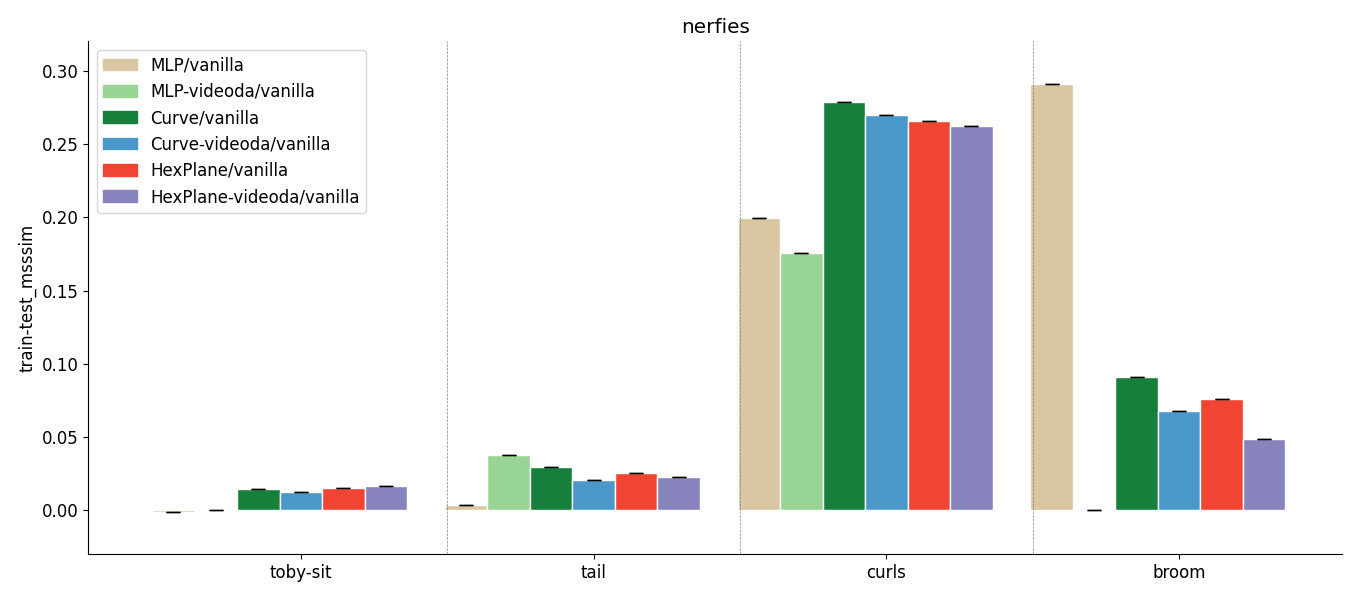 nerfies
MLP/vanilla
MLP-videoda/vanilla
Curve/vanilla
Curve-videoda/vanilla
HexPlane/vanilla
HexPlane-videoda/vanilla
train-test_msssim
0.30
0.25
0.20
0.15
0.10
0.05
0.00
toby-sit
tail
curls
broom